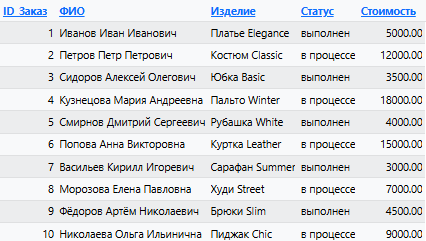 ID_Заказ ФИО Изделие Статус Стоимость
1 Иванов Иван Иванович Платье Elegance выполнен 5000.00
2 Петров Петр Петрович Костюм Classic в процессе 12000.00
3 Сидоров Алексей Олегович Юбка Basic выполнен 3500.00
4 Кузнецова Мария Андреевна Пальто Winter в процессе 18000.00
5 Смирнов Дмитрий Сергеевич Рубашка White выполнен 4000.00
6 Попова Анна Викторовна Куртка Leather в процессе 15000.00
7 Васильев Кирилл Игоревич Сарафан Summer выполнен 3000.00
8 Морозова Елена Павловна Худи Street в процессе 7000.00
9 Фёдоров Артём Николаевич Брюки Slim выполнен 4500.00
10 Николаева Ольга Ильинична Пиджак Chic в процессе 9000.00